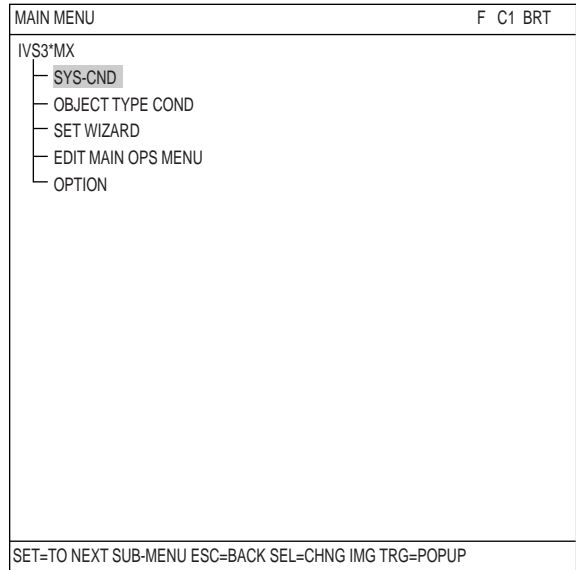 MAIN MENU F C1 BRT
IVS3*MX
SYS-CND
OBJECT TYPE COND
SET WIZARD
EDIT MAIN OPS MENU
OPTION
SET=TO NEXT SUB-MENU ESC=BACK SEL=CHNG IMG TRG=POPUP